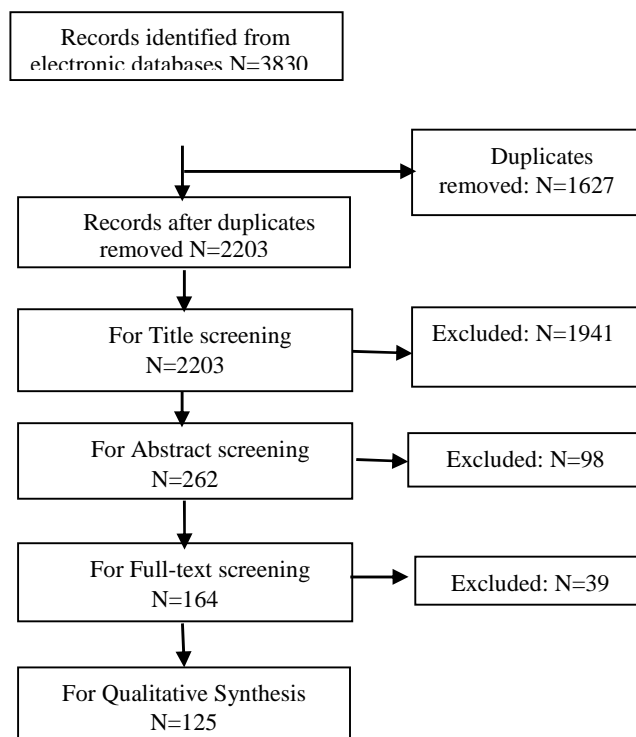 Records identified from
electronic databases N=3830
Duplicates
removed: N=1627
Records after duplicates
removed N=2203
For Title screening
N=2203
Excluded: N=1941
For Abstract screening
N=262
Excluded: N=98
For Full-text screening
N=164
Excluded: N=39
For Qualitative Synthesis
N=125